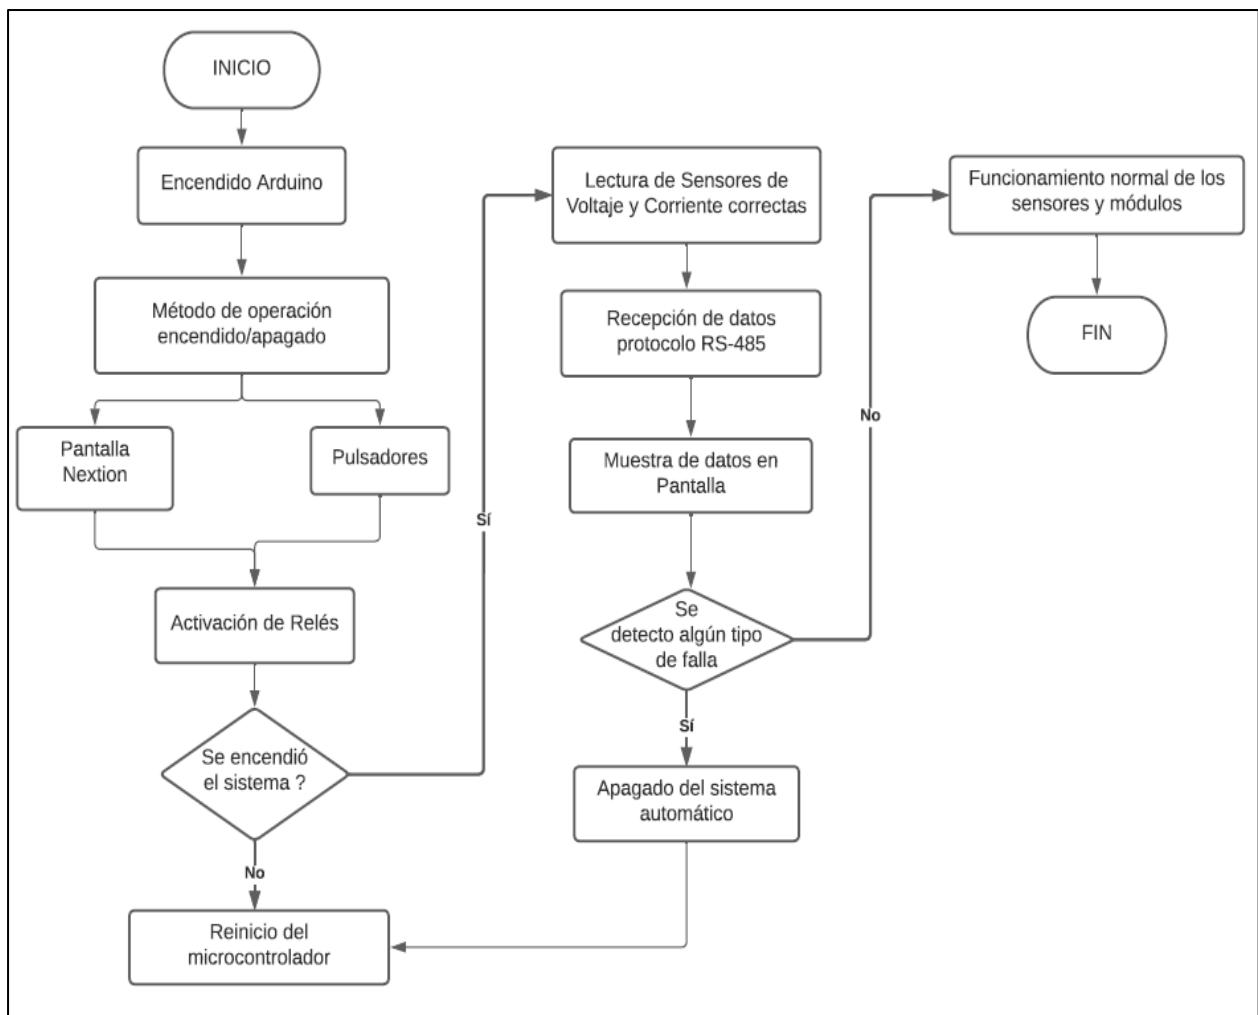 INICIO
Encendido Arduino
Método de operación
encendido/apagado
Pantalla
Nextion
Pulsadores
Activación de Relés
Se encendió
el sistema ?
No
Reinicio del
microcontrolador
Sí
Lectura de Sensores de
Voltaje y Corriente correctas
Recepción de datos
protocolo RS-485
Muestra de datos en
Pantalla
Se
detecto algún tipo
de falla
Sí
Apagado del sistema
automático
No
Funcionamiento normal de los
sensores y módulos
FIN